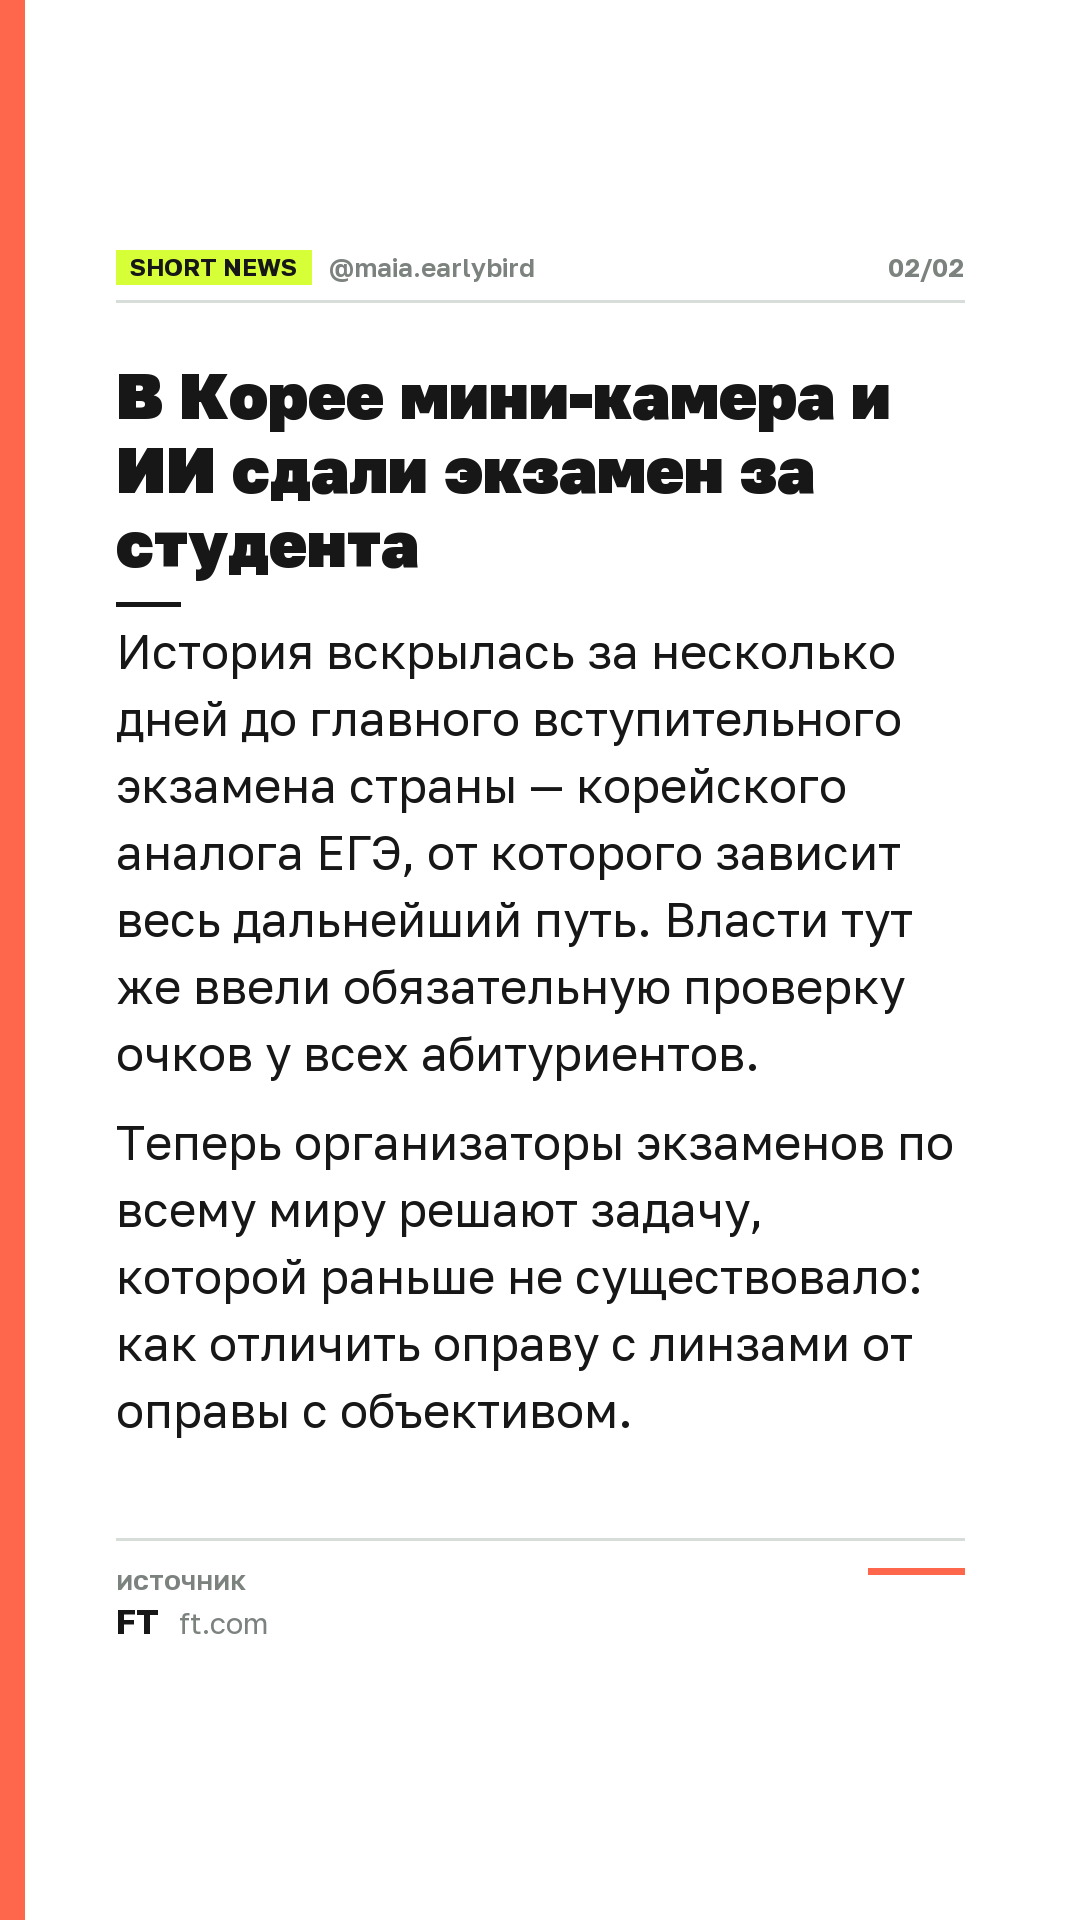 SHORT NEWS @maia.earlybird 02/02
В Корее мини-камера и
ИИ сдали экзамен за
студента
История вскрылась за несколько
дней до главного вступительного
экзамена страны — корейского
аналога ЕГЭ, от которого зависит
весь дальнейший путь. Власти тут
же ввели обязательную проверку
очков у всех абитуриентов.
Теперь организаторы экзаменов по
всему миру решают задачу,
которой раньше не существовало:
как отличить оправу с линзами от
оправы с объективом.
источник
FT ft.com